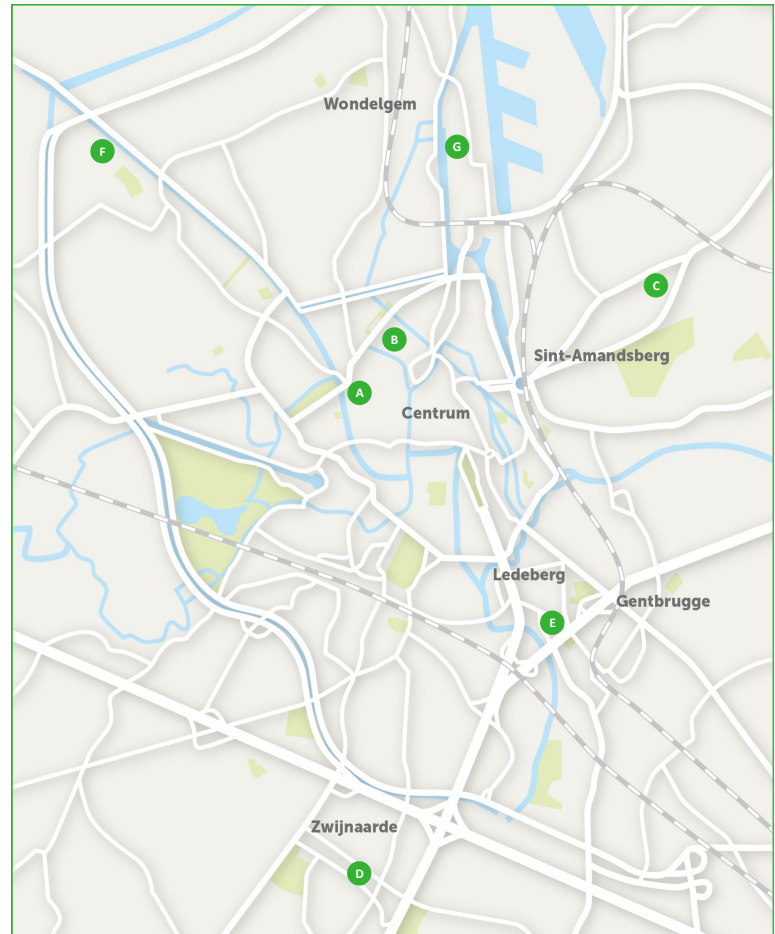 Wondelgem
G
F
C
B
Sint-Amandsberg
A
Centrum
Ledeberg
Gentbrugge
E
Zwijnaarde
D